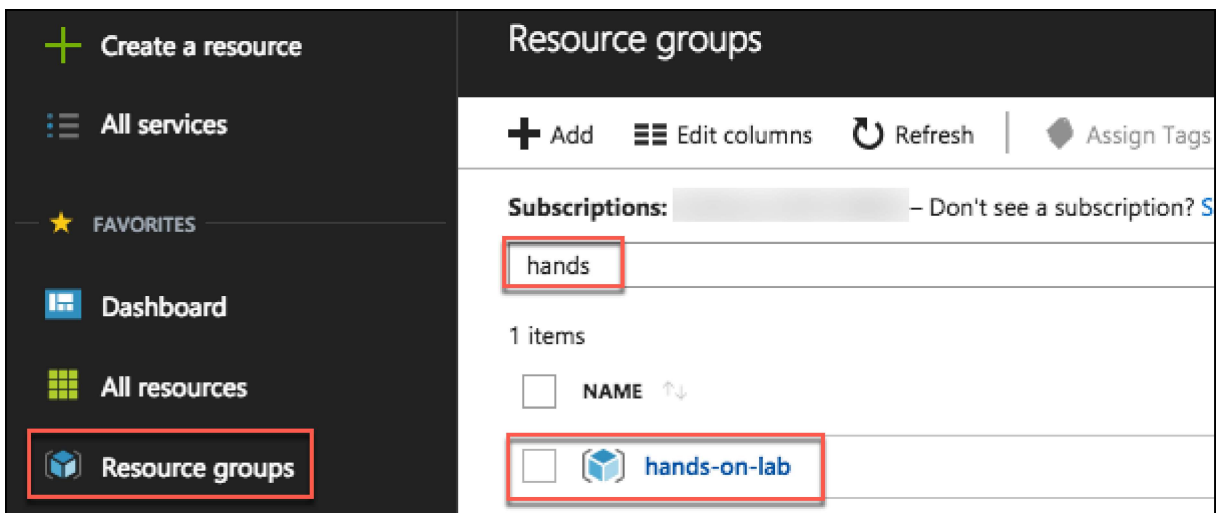 Create a resource
All services
FAVORITES
Dashboard
All resources
Resource groups
Resource groups
Add Edit columns Refresh Assign Tags
Subscriptions: – Don't see a subscription? S
hands
1 items
NAME
hands-on-lab